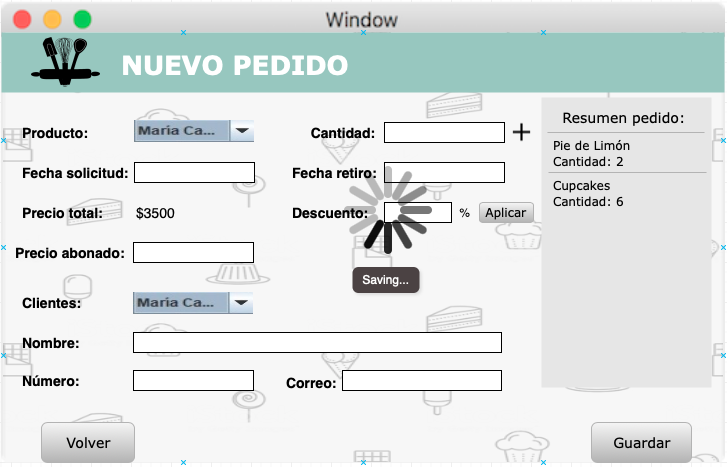 Window
NUEVO PEDIDO
Producto: Maria Ca... Cantidad: +
Fecha solicitud: Fecha retiro:
Precio total: $3500 Descuento: % Aplicar
Precio abonado:
Saving...
Clientes: Maria Ca...
Nombre:
Número: Correo:
Volver
Guardar
Resumen pedido:
Pie de Limón
Cantidad: 2
Cupcakes
Cantidad: 6